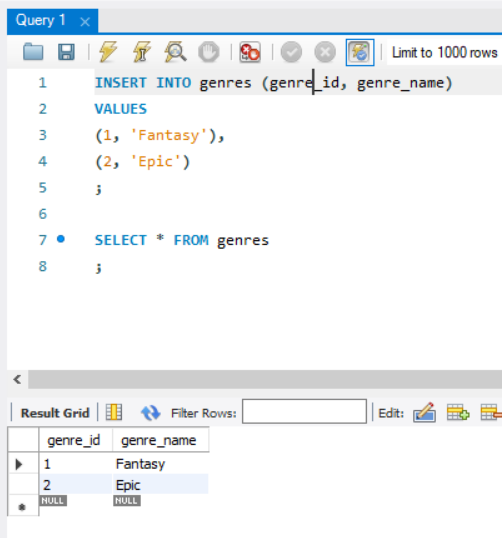 Query 1
Limit to 1000 rows
1 INSERT INTO genres (genre_id, genre_name)
2 VALUES
3 (1, 'Fantasy'),
4 (2, 'Epic')
5 ;
6
7 SELECT * FROM genres
8 ;
Result Grid Filter Rows: Edit:
genre_id genre_name
1 Fantasy
2 Epic
NULL NULL